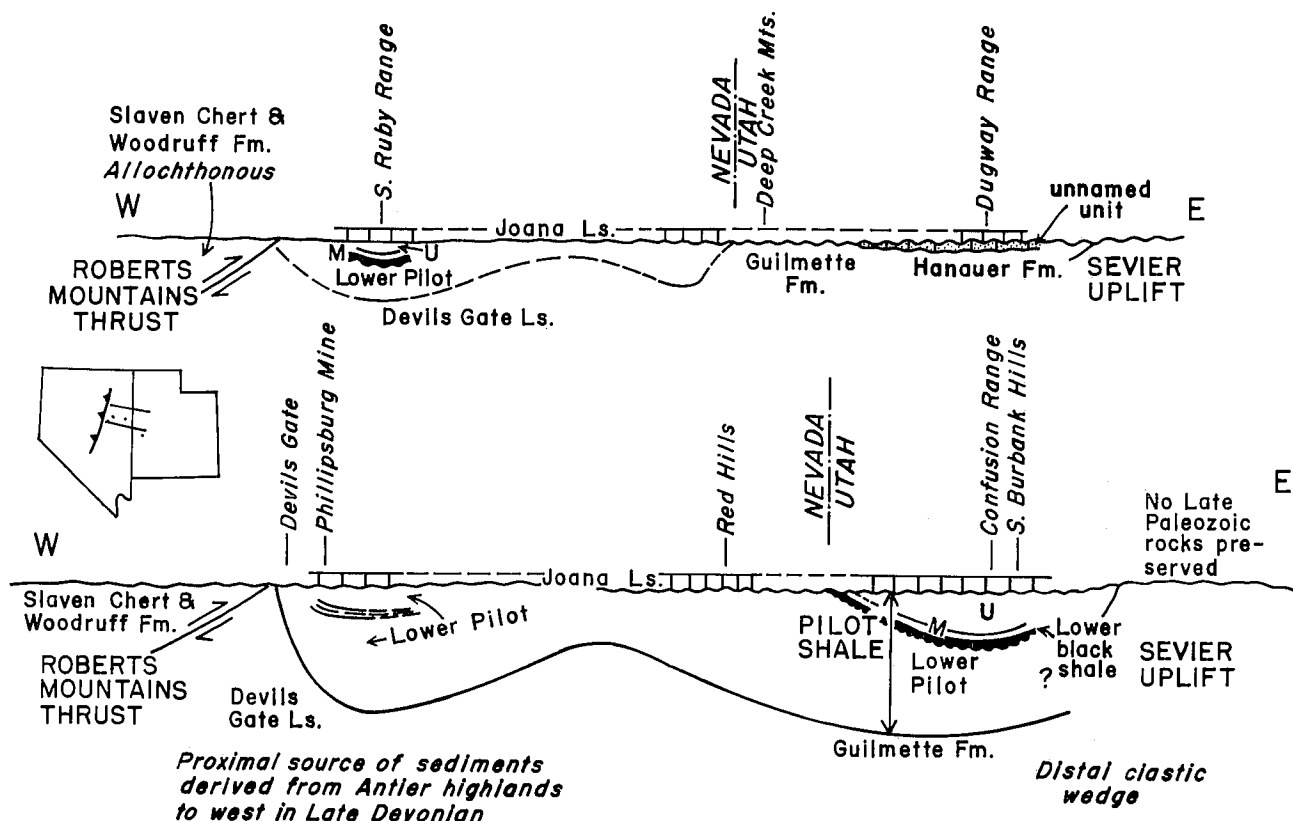 S. Ruby Range
NEVADA
UTAH
Deep Creek Mts.
Dugway Range
Slaven Chert &
Woodruff Fm.
Allochthonous
W
unnamed
unit
E
Joana Ls.
M
U
Lower Pilot
ROBERTS
MOUNTAINS
THRUST
Guilmette
Fm.
Hanauer Fm.
SEVIER
UPLIFT
Devils Gate Ls.
Devils Gate
Phillipsburg Mine
Red Hills
NEVADA
UTAH
Confusion Range
S. Burbank Hills
E
W
No Late
Paleozoic
rocks pre-
served
Joana Ls.
Slaven Chert &
Woodruff Fm.
Lower Pilot
U
M
PILOT
SHALE
Lower
Pilot
Lower
black
shale
?
SEVIER
UPLIFT
ROBERTS
MOUNTAINS
THRUST
Devils
Gate Ls.
Guilmette Fm.
Proximal source of sediments
derived from Antler highlands
to west in Late Devonian
Distal clastic
wedge